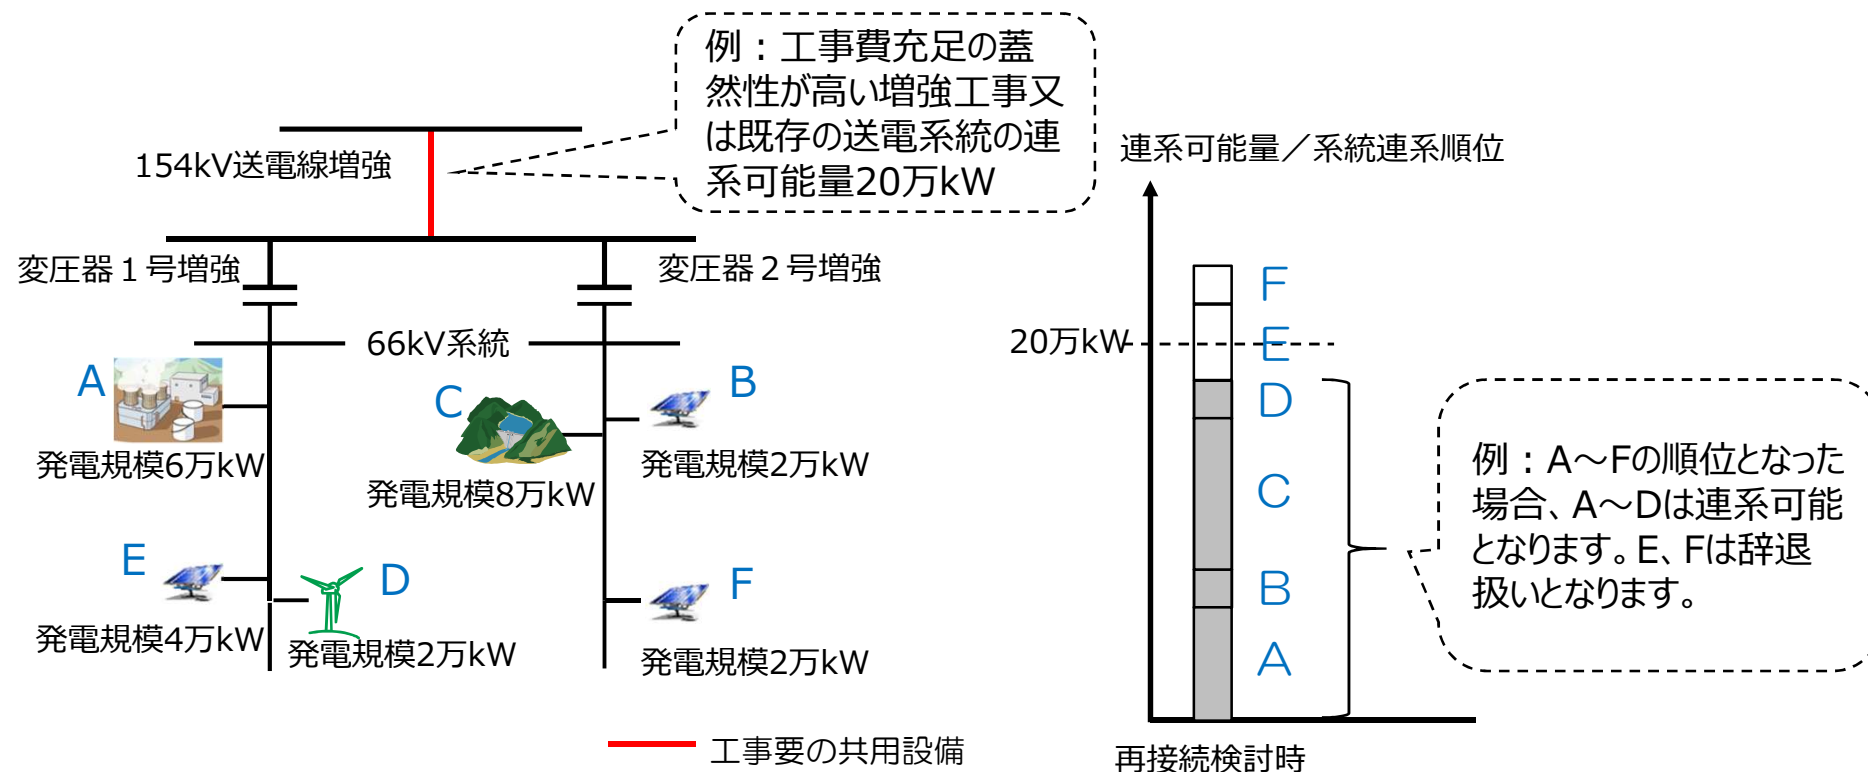 例：工事費充足の蓋
然性が高い増強工事又
は既存の送電系統の連
系可能量20万kW
154kV送電線増強
変圧器１号増強
変圧器２号増強
66kV系統
A
発電規模6万kW
C
発電規模8万kW
B
発電規模2万kW
E
発電規模4万kW
D
発電規模2万kW
F
発電規模2万kW
工事要の共用設備
連系可能量／系統連系順位
20万kW
F
E
D
C
B
A
再接続検討時
例：A～Fの順位となった
場合、A～Dは連系可能
となります。E、Fは辞退
扱いとなります。